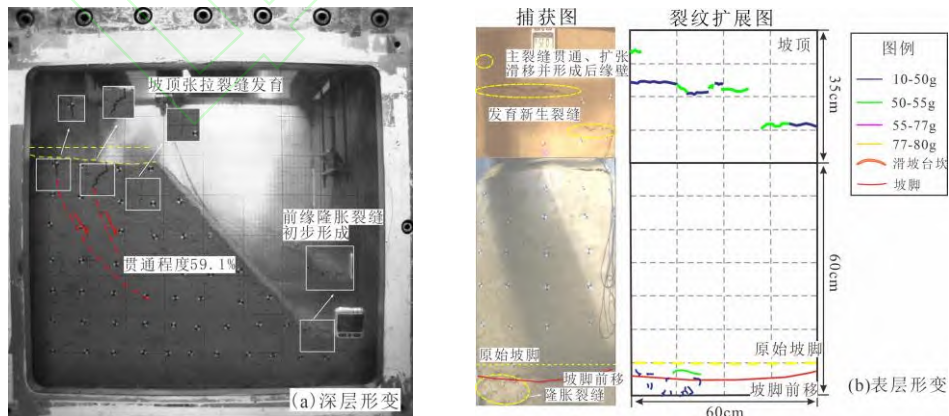 坡顶张拉裂缝发育
前缘隆胀裂缝
初步形成
贯通程度59.1%
(a)深层形变
捕获图
主裂缝贯通、扩张
滑移并形成后缘壁
发育新生裂缝
原始坡脚
坡脚前移
隆胀裂缝
裂纹扩展图
坡顶
35cm
60cm
原始坡脚
坡脚前移
60cm
图例
10-50g
50-55g
55-77g
77-80g
滑坡台坎
坡脚
(b)表层形变